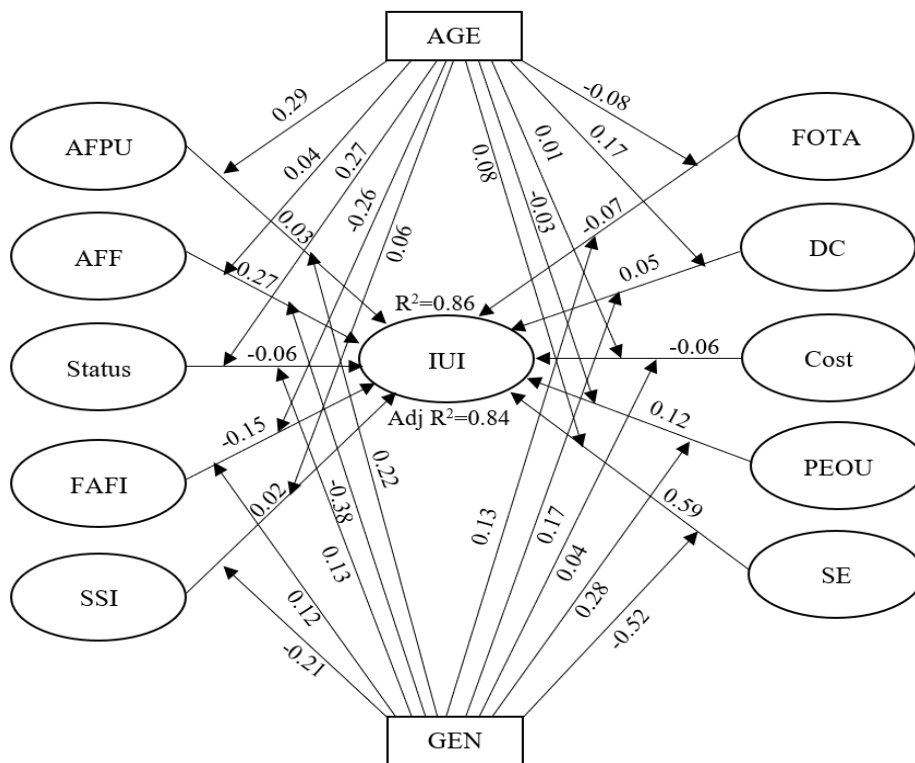 AGE
0.29
-0.08
AFPU
FOTA
0.04
0.27
-0.26
0.06
0.08
0.01
-0.03
0.17
0.03
-0.07
AFF
DC
0.27
0.05
R²=0.86
Status
-0.06
IUI
-0.06
Cost
Adj R²=0.84
-0.15
0.12
FAFI
PEOU
0.02
-0.38
0.22
0.13
0.17
0.59
SSI
SE
0.13
0.04
0.28
0.12
-0.21
-0.52
GEN